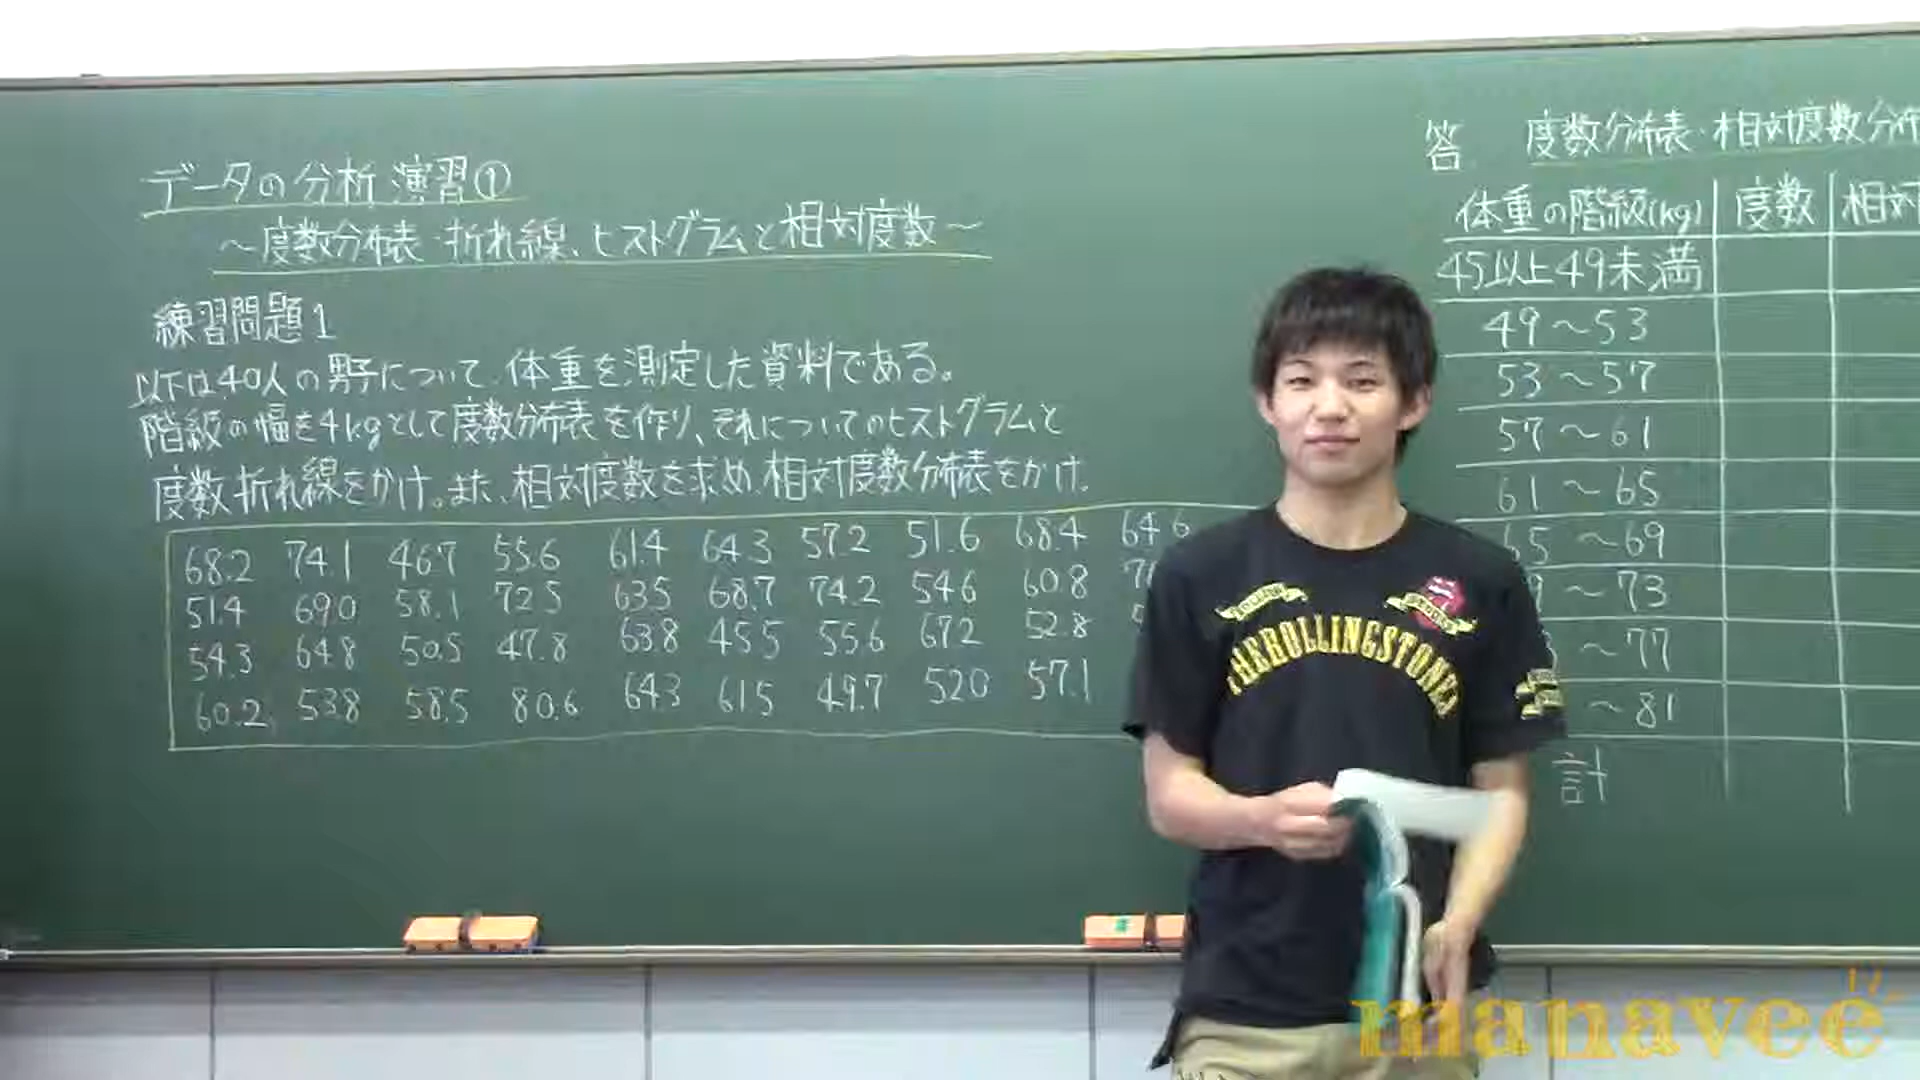 データの分析 演習①
～度数分布表・折れ線、ヒストグラムと相対度数～
練習問題1
以下は、40人の男子について、体重を測定した資料である。
階級の幅を4kgとして度数分布表を作り、それについてのヒストグラムと
度数折れ線をかけ。また、相対度数を求め、相対度数分布表をかけ。
68.2 74.1 46.7 55.6 61.4 64.3 57.2 51.6 68.4 64.6
51.4 69.0 58.1 72.5 63.5 68.7 74.2 54.6 60.8
54.3 64.8 50.5 47.8 63.8 45.5 55.6 67.2 52.8
60.2 53.8 58.5 80.6 64.3 61.5 49.7 52.0 57.1
答 度数分布表・相対度数分布
体重の階級(kg) 度数 相対
45以上49未満
49～53
53～57
57～61
61～65
65～69
～73
～77
～81
計
THE ROLLING STONES
manavee